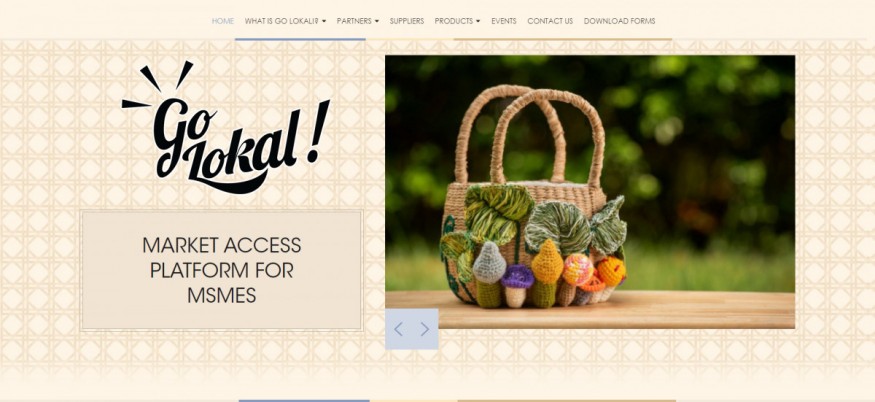 HOME WHAT IS GO LOKAL!? PARTNERS SUPPLIERS PRODUCTS EVENTS CONTACT US DOWNLOAD FORMS
Go
Lokal!
MARKET ACCESS
PLATFORM FOR
MSMES